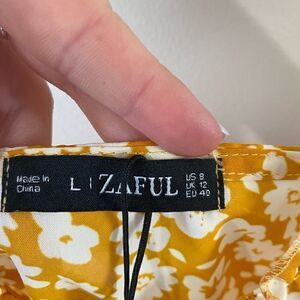 Made in
China
L
ZAFUL
US 8
UK 12
EU 40